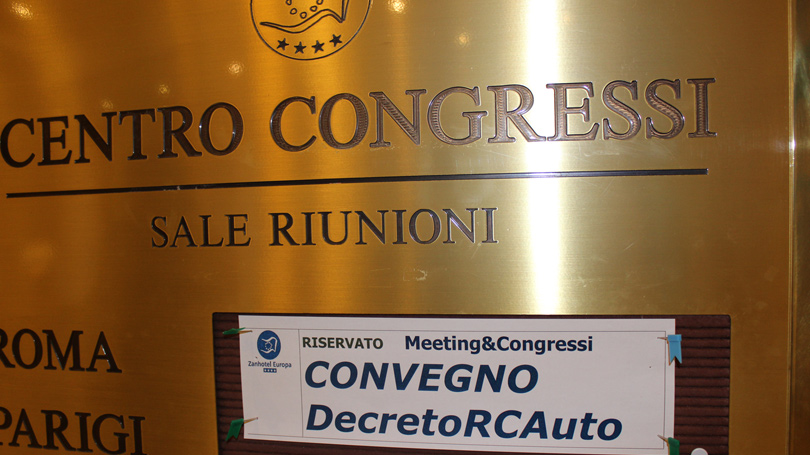 CENTRO CONGRESSI
SALE RIUNIONI
ROMA
PARIGI
Zanhotel Europa
RISERVATO Meeting&Congressi
CONVEGNO
DecretoRCAuto